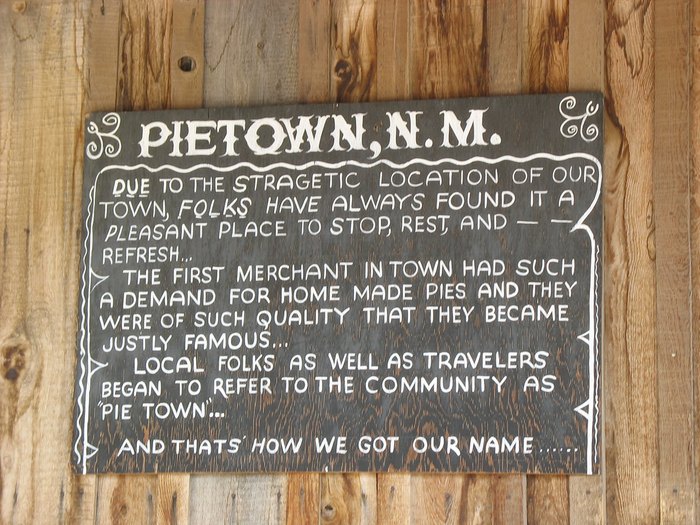 PIETOWN, N.M.
DUE TO THE STRAGETIC LOCATION OF OUR
TOWN, FOLKS HAVE ALWAYS FOUND IT A
PLEASANT PLACE TO STOP, REST, AND — —
REFRESH...
THE FIRST MERCHANT IN TOWN HAD SUCH
A DEMAND FOR HOME MADE PIES AND THEY
WERE OF SUCH QUALITY THAT THEY BECAME
JUSTLY FAMOUS...
LOCAL FOLKS AS WELL AS TRAVELERS
BEGAN TO REFER TO THE COMMUNITY AS
"PIE TOWN"...
AND THATS' HOW WE GOT OUR NAME......